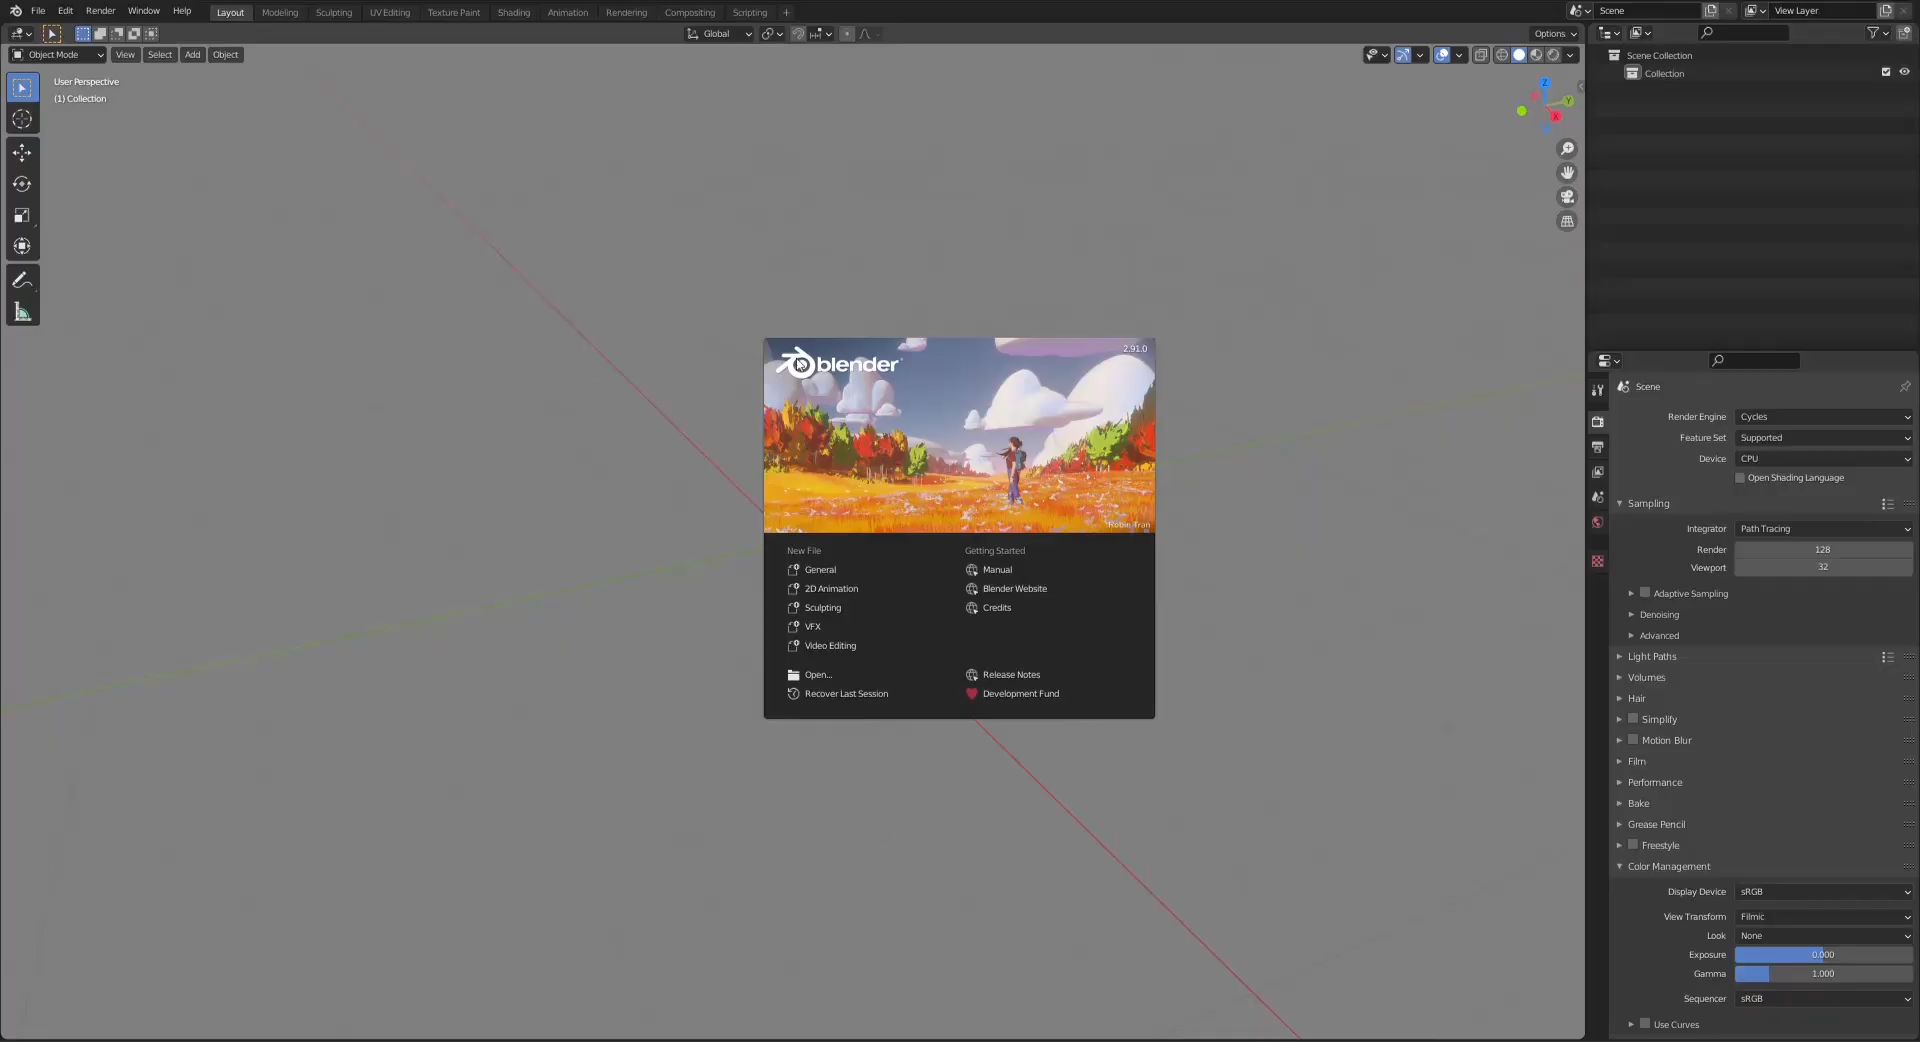 File Edit Render Window Help Layout Modeling Sculpting UV Editing Texture Paint Shading Animation Rendering Compositing Scripting + Scene View Layer
Global Options
Object Mode View Select Add Object
User Perspective
(1) Collection
Z
Y
X
Scene Collection
Collection
blender
2.91.0
Robin Tran
New File
General
2D Animation
Sculpting
VFX
Video Editing
Open...
Recover Last Session
Getting Started
Manual
Blender Website
Credits
Release Notes
Development Fund
Scene
Render Engine Cycles
Feature Set Supported
Device CPU
Open Shading Language
Sampling
Integrator Path Tracing
Render 128
Viewport 32
Adaptive Sampling
Denoising
Advanced
Light Paths
Volumes
Hair
Simplify
Motion Blur
Film
Performance
Bake
Grease Pencil
Freestyle
Color Management
Display Device sRGB
View Transform Filmic
Look None
Exposure 0.000
Gamma 1.000
Sequencer sRGB
Use Curves